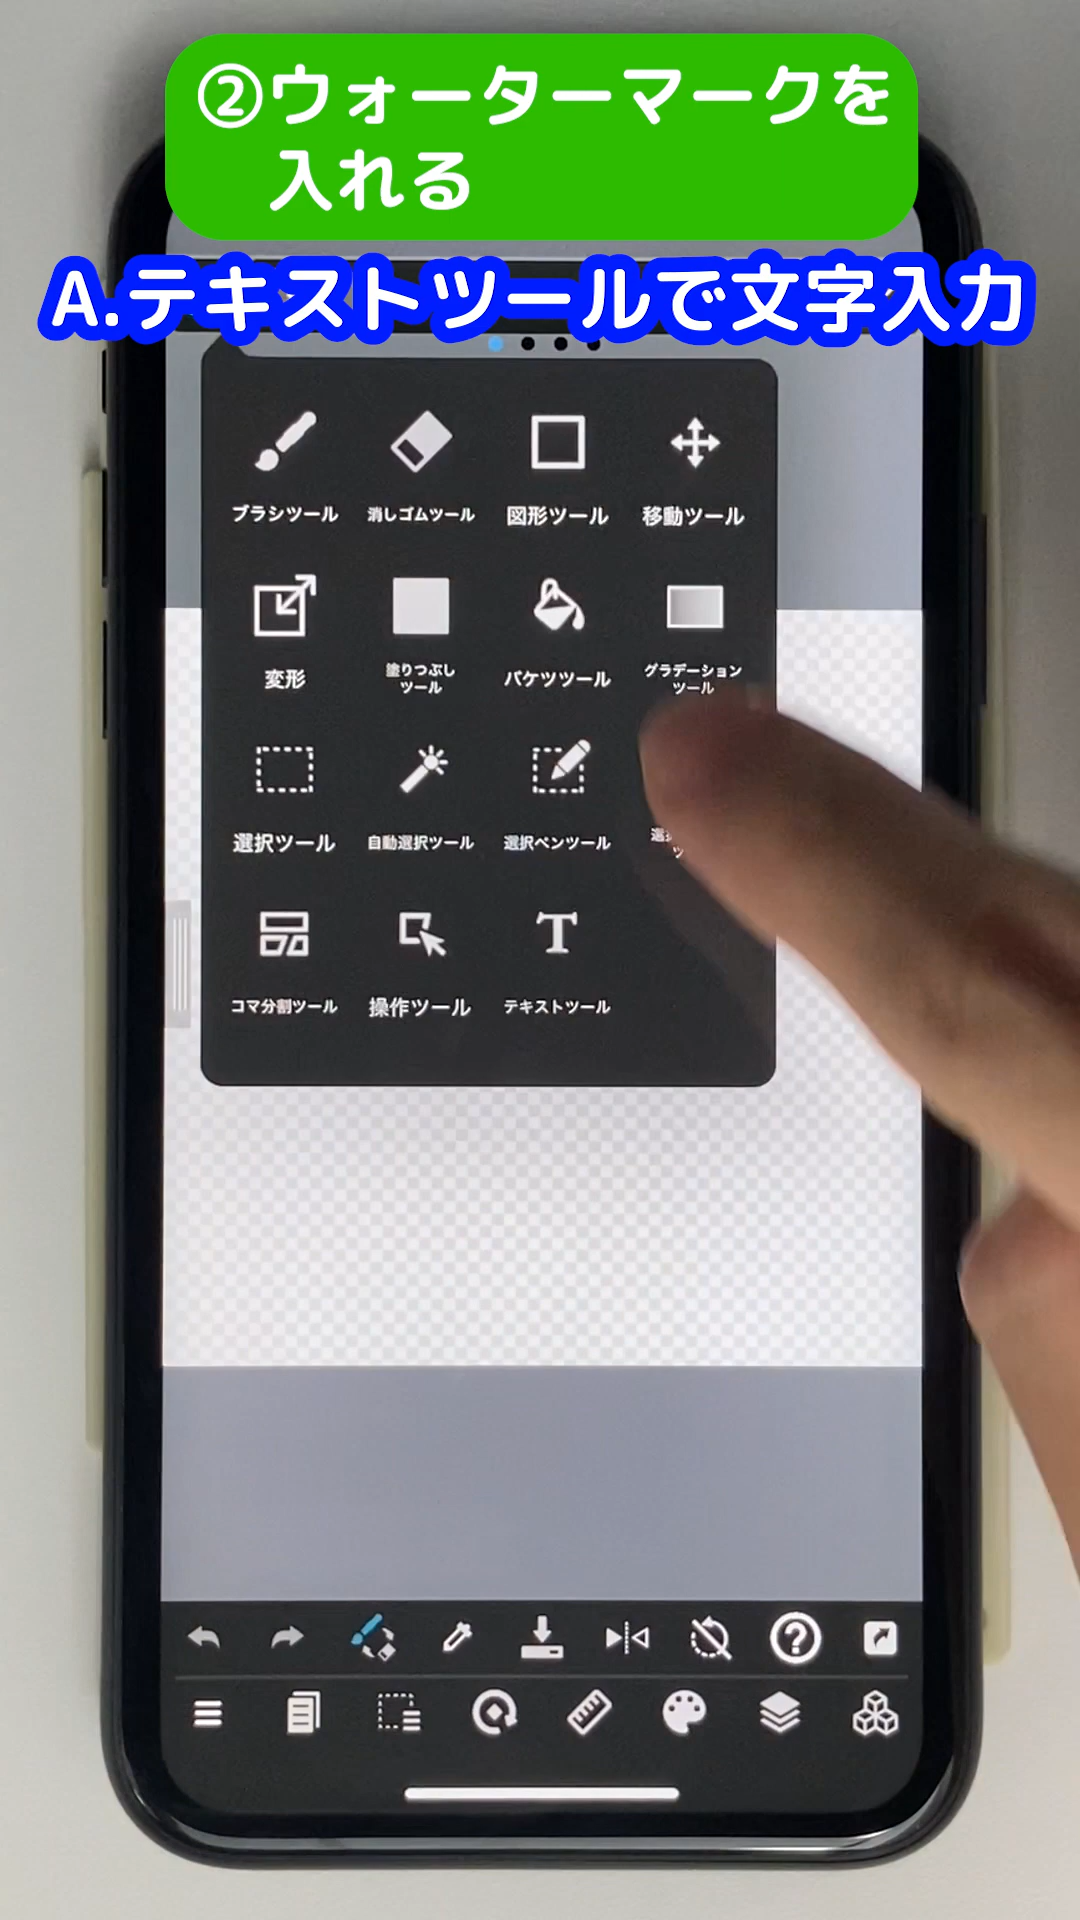 ②ウォーターマークを
入れる
A.テキストツールで文字入力
ブラシツール
消しゴムツール
図形ツール
移動ツール
変形
塗りつぶし
ツール
バケツツール
グラデーション
ツール
選択ツール
自動選択ツール
選択ペンツール
コマ分割ツール
操作ツール
T
テキストツール